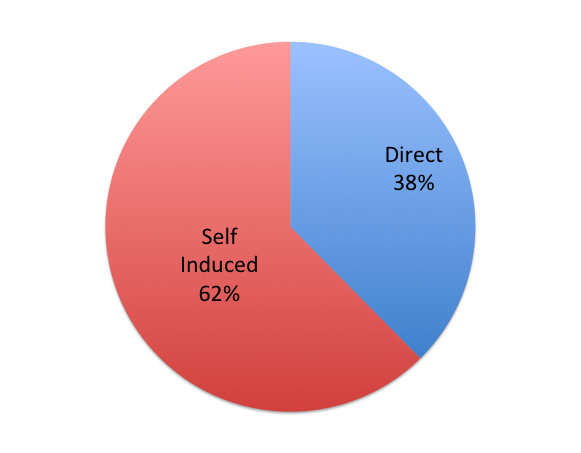 Direct
38%
Self
Induced
62%